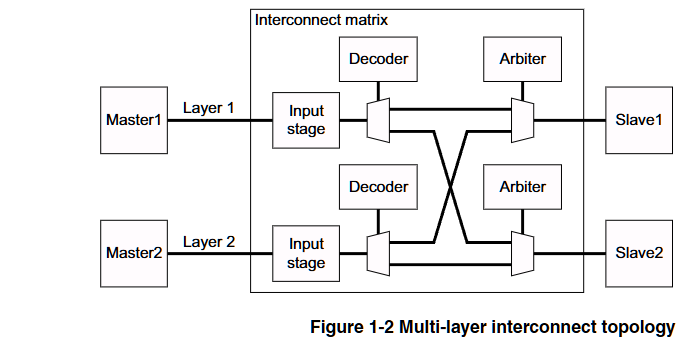 Interconnect matrix
Decoder
Arbiter
Master1
Layer 1
Input
stage
Slave1
Decoder
Arbiter
Master2
Layer 2
Input
stage
Slave2
Figure 1-2 Multi-layer interconnect topology